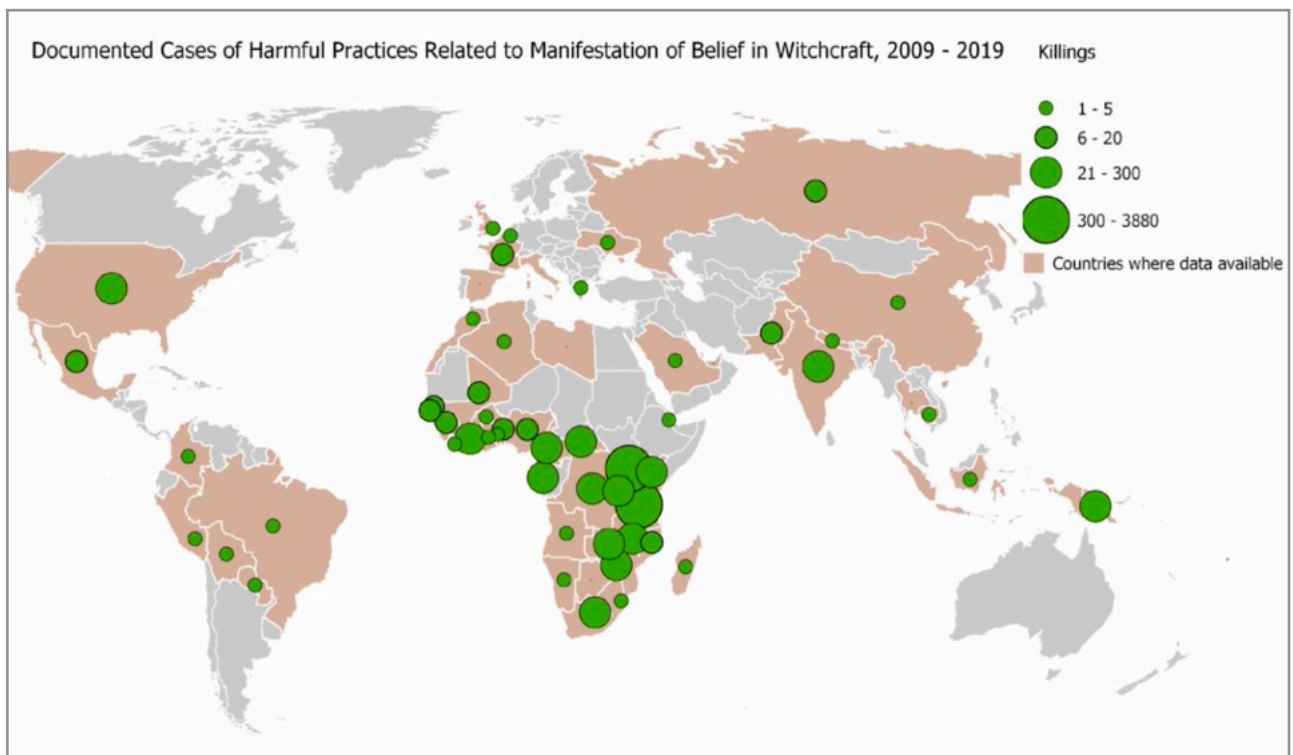 Documented Cases of Harmful Practices Related to Manifestation of Belief in Witchcraft, 2009 - 2019
Killings
1 - 5
6 - 20
21 - 300
300 - 3880
Countries where data available